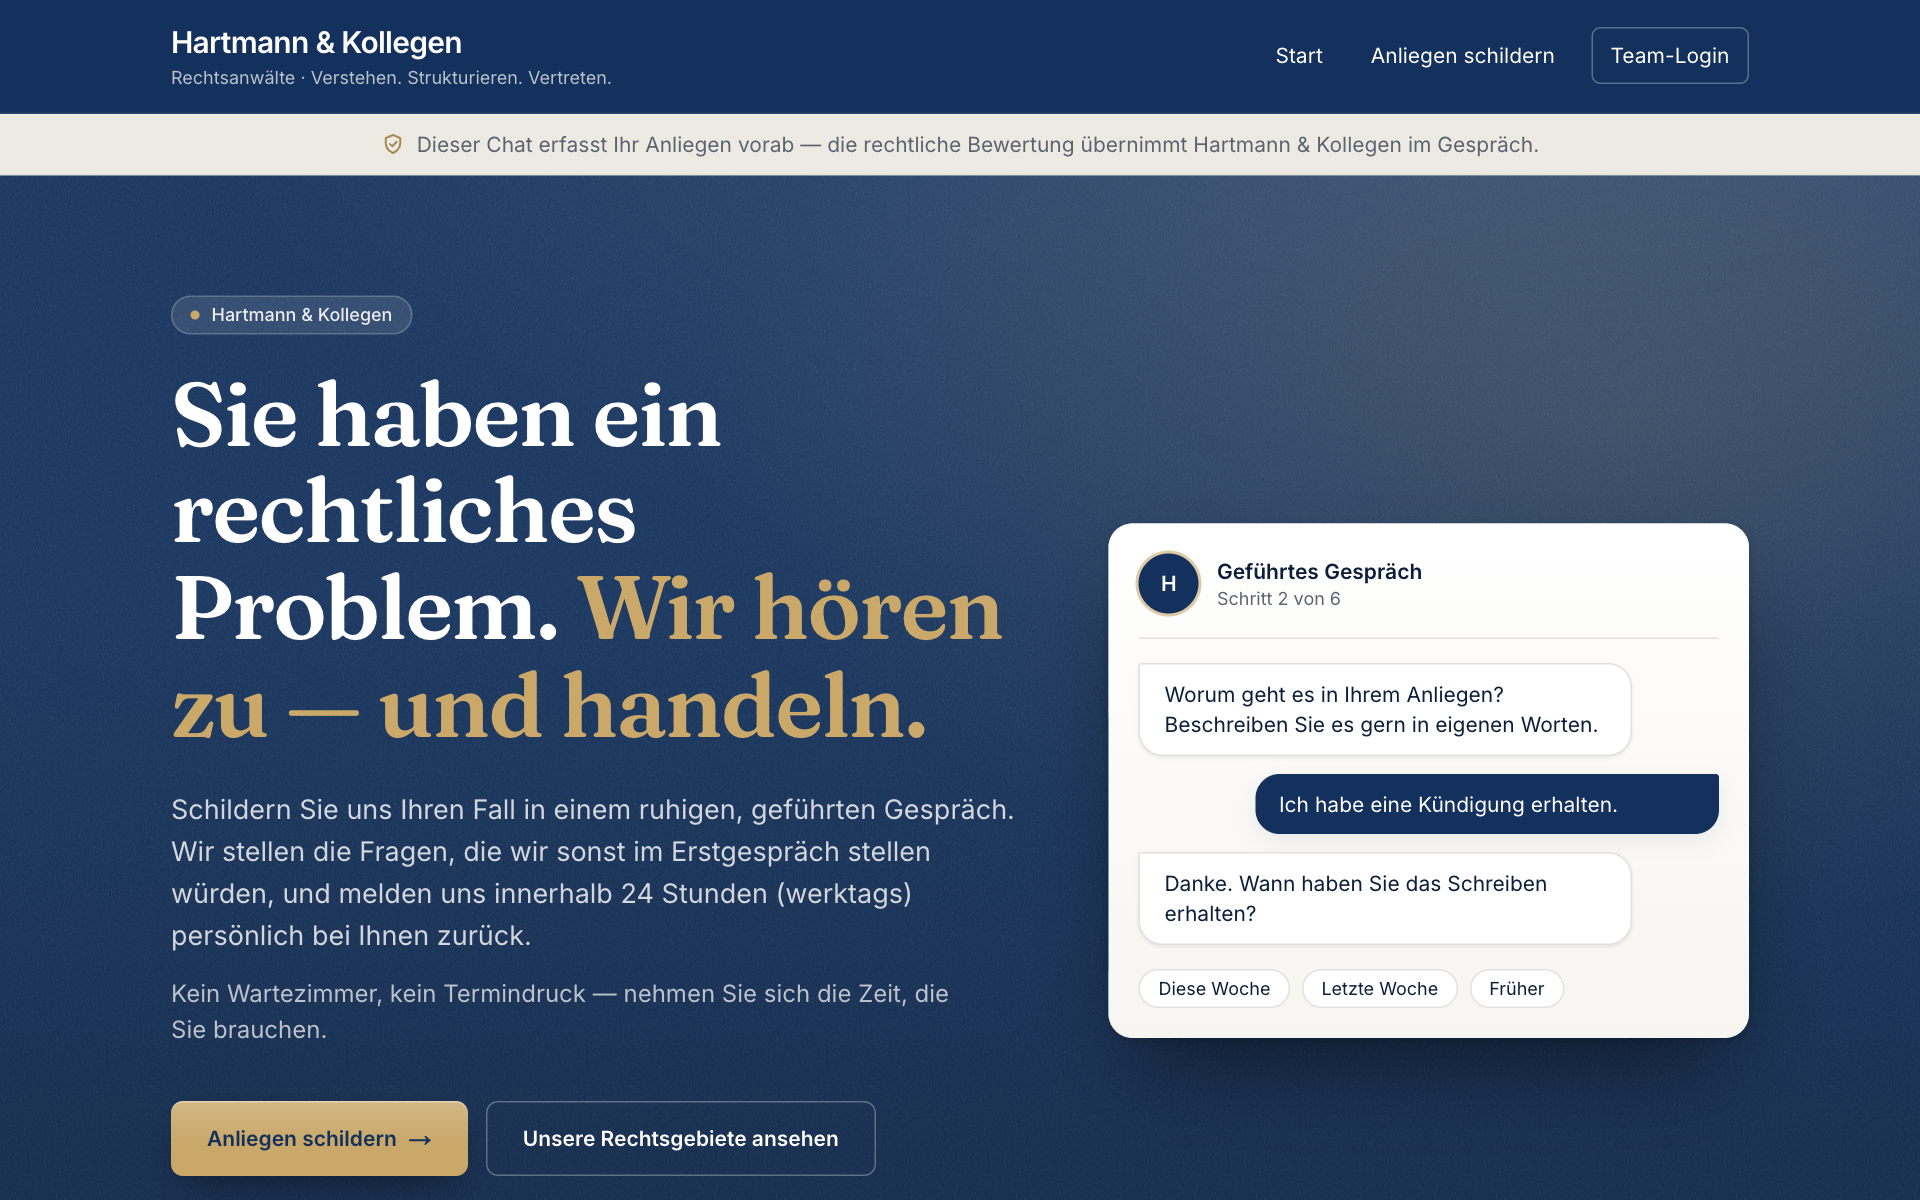 Hartmann & Kollegen
Rechtsanwälte · Verstehen. Strukturieren. Vertreten.
Start
Anliegen schildern
Team-Login
Dieser Chat erfasst Ihr Anliegen vorab — die rechtliche Bewertung übernimmt Hartmann & Kollegen im Gespräch.
Hartmann & Kollegen
Sie haben ein
rechtliches
Problem. Wir hören
zu — und handeln.
Schildern Sie uns Ihren Fall in einem ruhigen, geführten Gespräch.
Wir stellen die Fragen, die wir sonst im Erstgespräch stellen
würden, und melden uns innerhalb 24 Stunden (werktags)
persönlich bei Ihnen zurück.
Kein Wartezimmer, kein Termindruck — nehmen Sie sich die Zeit, die
Sie brauchen.
Anliegen schildern →
Unsere Rechtsgebiete ansehen
H
Geführtes Gespräch
Schritt 2 von 6
Worum geht es in Ihrem Anliegen?
Beschreiben Sie es gern in eigenen Worten.
Ich habe eine Kündigung erhalten.
Danke. Wann haben Sie das Schreiben
erhalten?
Diese Woche
Letzte Woche
Früher